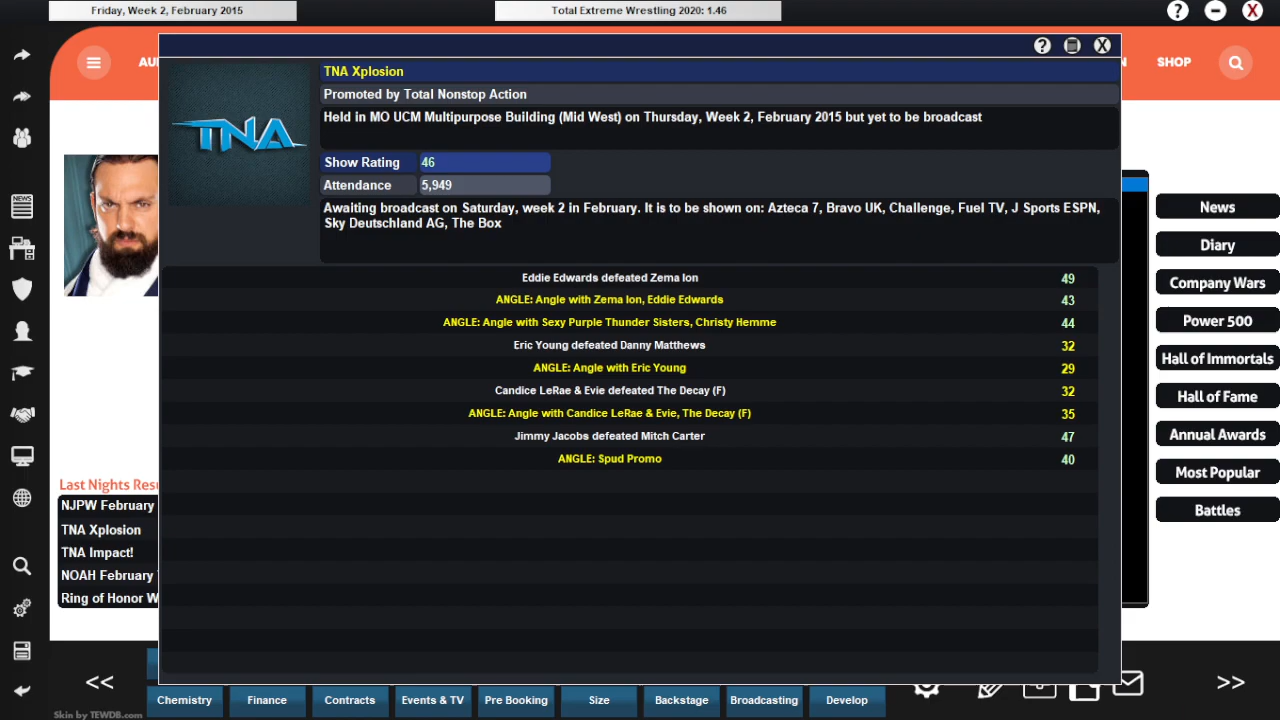 Friday, Week 2, February 2015
Total Extreme Wrestling 2020: 1.46
SHOP
TNA Xplosion
Promoted by Total Nonstop Action
TNA
Held in MO UCM Multipurpose Building (Mid West) on Thursday, Week 2, February 2015 but yet to be broadcast
Show Rating 46
Attendance 5,949
Awaiting broadcast on Saturday, week 2 in February. It is to be shown on: Azteca 7, Bravo UK, Challenge, Fuel TV, J Sports ESPN,
Sky Deutschland AG, The Box
Eddie Edwards defeated Zema Ion 49
ANGLE: Angle with Zema Ion, Eddie Edwards 43
ANGLE: Angle with Sexy Purple Thunder Sisters, Christy Hemme 44
Eric Young defeated Danny Matthews 32
ANGLE: Angle with Eric Young 29
Candice LeRae & Evie defeated The Decay (F) 32
ANGLE: Angle with Candice LeRae & Evie, The Decay (F) 35
Jimmy Jacobs defeated Mitch Carter 47
ANGLE: Spud Promo 40
NEWS
Last Nights Res
NJPW February
TNA Xplosion
TNA Impact!
NOAH February
Ring of Honor W
News
Diary
Company Wars
Power 500
Hall of Immortals
Hall of Fame
Annual Awards
Most Popular
Battles
<<
Chemistry
Finance
Contracts
Events & TV
Pre Booking
Size
Backstage
Broadcasting
Develop
>>
Skin by TEWDB.com